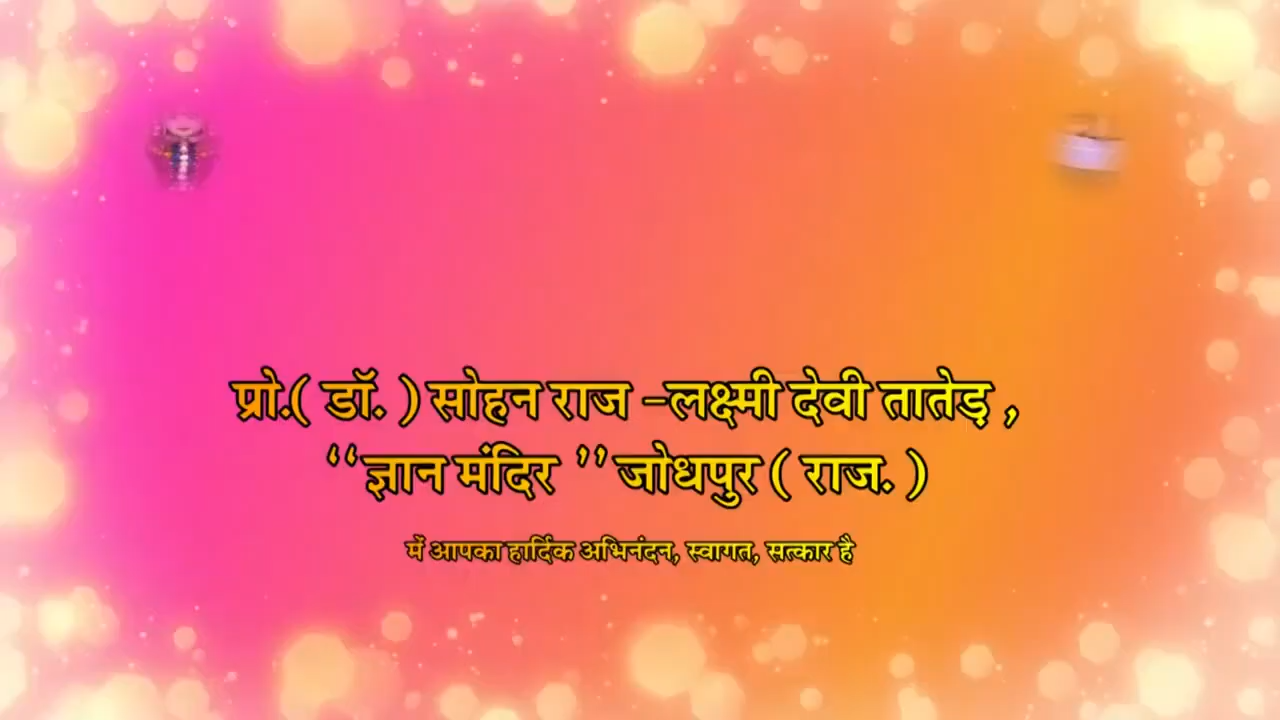 प्रो.( डॉ. ) सोहन राज -लक्ष्मी देवी तातेड़ ,
‘‘ज्ञान मंदिर ’’ जोधपुर ( राज. )
में आपका हार्दिक अभिनंदन, स्वागत, सत्कार है